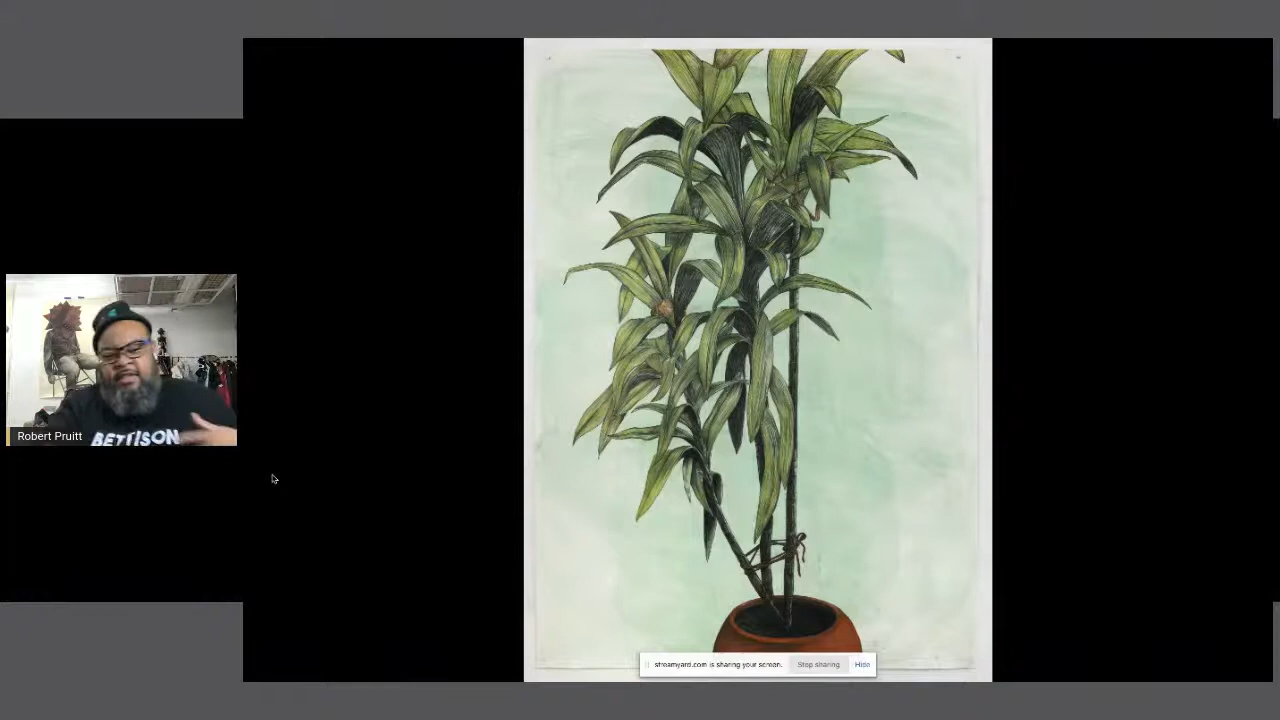 BETTISON
Robert Pruitt
streamyard.com is sharing your screen.
Stop sharing
Hide